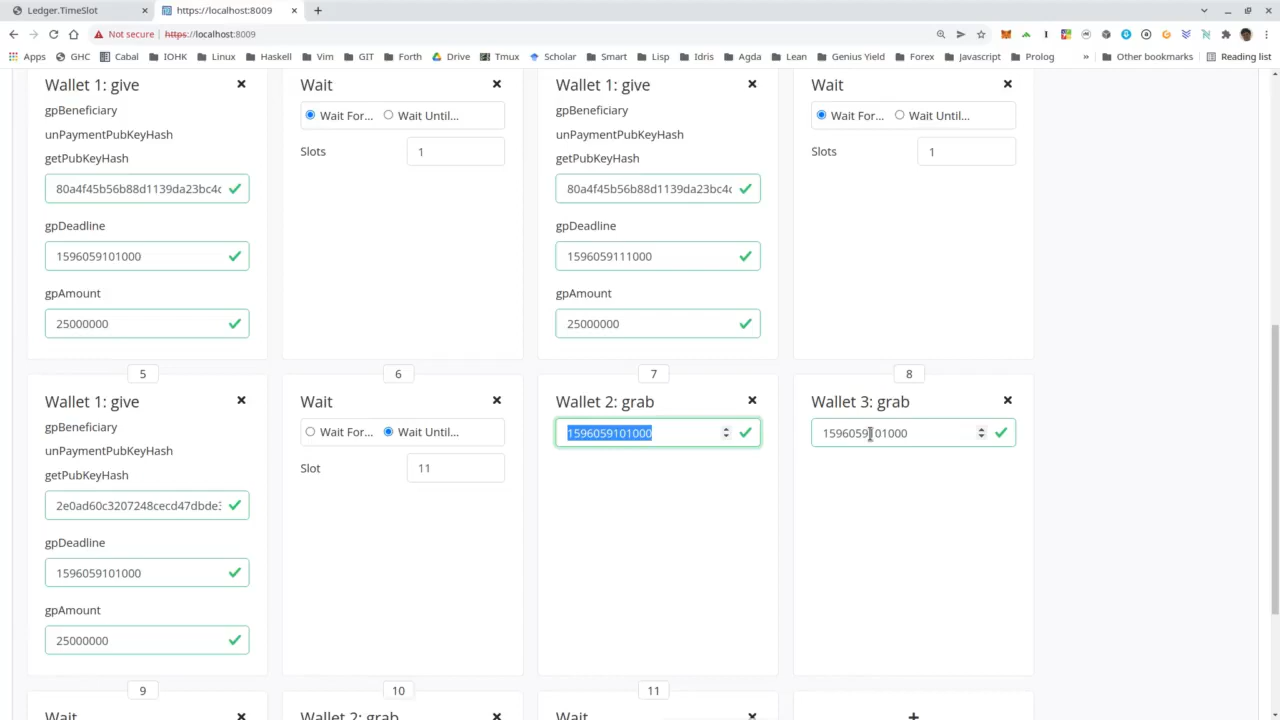 Ledger.TimeSlot
https://localhost:8009
Not secure https://localhost:8009
Apps GHC Cabal IOHK Linux Haskell Vim GIT Forth Drive Tmux Scholar Smart Lisp Idris Agda Lean Genius Yield Forex Javascript Prolog » Other bookmarks Reading list
Wallet 1: give
gpBeneficiary
unPaymentPubKeyHash
getPubKeyHash
80a4f45b56b88d1139da23bc4c
gpDeadline
1596059101000
gpAmount
25000000
Wait
Wait For... Wait Until...
Slots 1
Wallet 1: give
gpBeneficiary
unPaymentPubKeyHash
getPubKeyHash
80a4f45b56b88d1139da23bc4c
gpDeadline
1596059111000
gpAmount
25000000
Wait
Wait For... Wait Until...
Slots 1
5
Wallet 1: give
gpBeneficiary
unPaymentPubKeyHash
getPubKeyHash
2e0ad60c3207248cecd47dbde3
gpDeadline
1596059101000
gpAmount
25000000
6
Wait
Wait For... Wait Until...
Slot 11
7
Wallet 2: grab
1596059101000
8
Wallet 3: grab
1596059101000
9
Wait
10
Wallet 2: grab
11
Wait